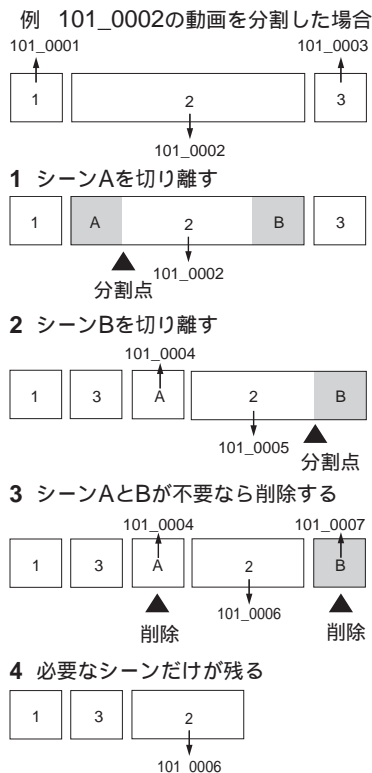 例 101_0002の動画を分割した場合
101_0001 101_0003
1 2 3
101_0002
1 シーンAを切り離す
1 A 2 B 3
101_0002
分割点
2 シーンBを切り離す
101_0004
1 3 A 2 B
101_0005
分割点
3 シーンAとBが不要なら削除する
101_0004 101_0007
1 3 A 2 B
101_0006
削除 削除
4 必要なシーンだけが残る
1 3 2
101_0006